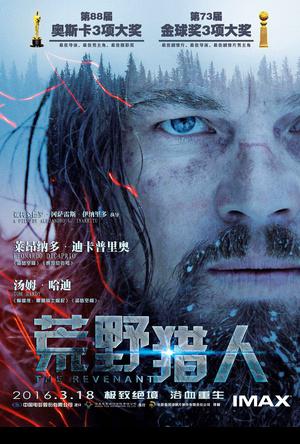 第88届
奥斯卡3项大奖
最佳导演、最佳男主角、最佳摄影
第73届
金球奖3项大奖
最佳剧情片、最佳男主角、最佳导演
A FILM BY ALEJANDRO G. IÑÁRRITU
莱昂纳多·迪卡普里奥
LEONARDO DICAPRIO
汤姆·哈迪
TOM HARDY
荒野猎人
THE REVENANT
2016.3.18 极致绝境 浴血重生 IMAX